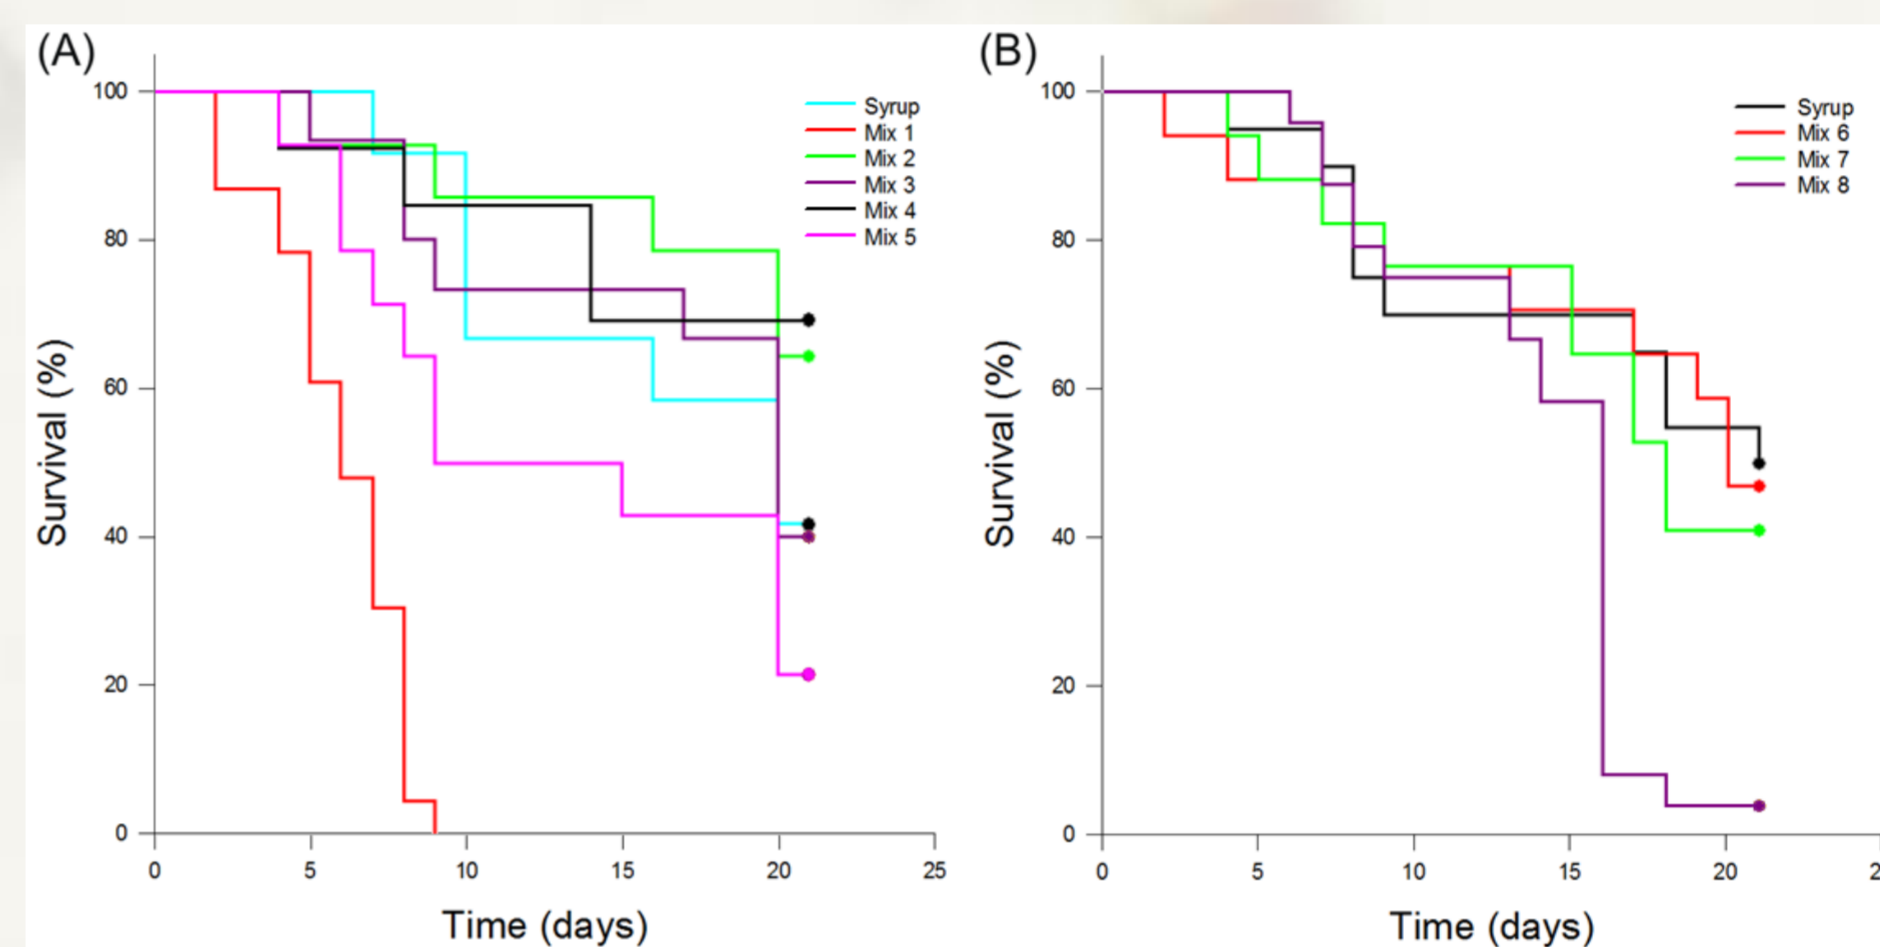 (A)
100
80
60
40
20
0
0 5 10 15 20 25
Survival (%)
Time (days)
Syrup
Mix 1
Mix 2
Mix 3
Mix 4
Mix 5
(B)
100
80
60
40
20
0
0 5 10 15 20 2
Survival (%)
Time (days)
Syrup
Mix 6
Mix 7
Mix 8